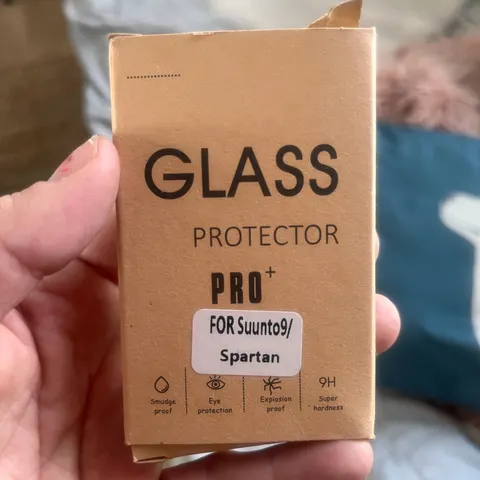 GLASS
PROTECTOR
PRO+
FOR Suunto9/
Spartan
Smudge proof
Eye protection
Explosion proof
9H
Super hardness